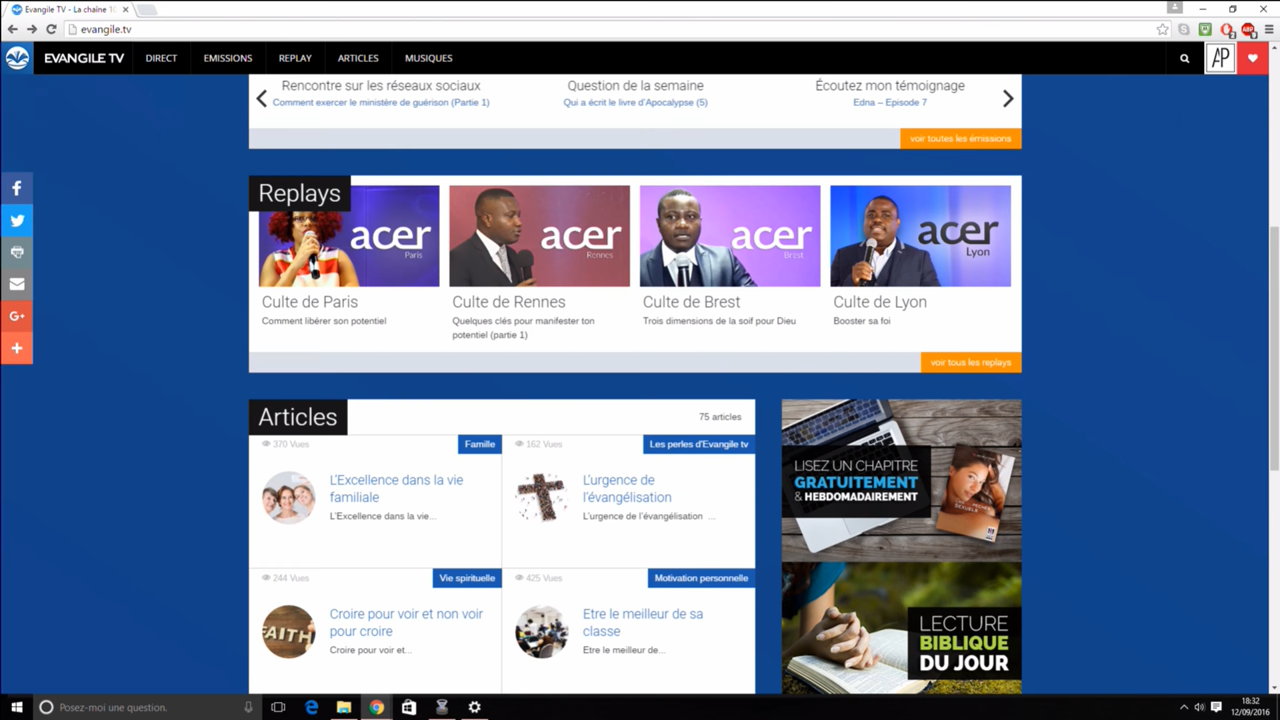 Evangile TV - La chaîne 10
evangile.tv
EVANGILE TV
DIRECT
EMISSIONS
REPLAY
ARTICLES
MUSIQUES
AP
Rencontre sur les réseaux sociaux
Comment exercer le ministère de guérison (Partie 1)
Question de la semaine
Qui a écrit le livre d'Apocalypse (5)
Écoutez mon témoignage
Edna – Episode 7
voir toutes les émissions
Replays
acer
Paris
acer
Rennes
acer
Brest
acer
Lyon
Culte de Paris
Comment libérer son potentiel
Culte de Rennes
Quelques clés pour manifester ton
potentiel (partie 1)
Culte de Brest
Trois dimensions de la soif pour Dieu
Culte de Lyon
Booster sa foi
voir tous les replays
Articles
75 articles
370 Vues
Famille
L'Excellence dans la vie
familiale
L'Excellence dans la vie...
162 Vues
Les perles d'Evangile tv
L'urgence de
l'évangélisation
L'urgence de l'évangélisation ...
244 Vues
Vie spirituelle
FAITH
Croire pour voir et non voir
pour croire
Croire pour voir et...
425 Vues
Motivation personnelle
Etre le meilleur de sa
classe
Etre le meilleur de...
LISEZ UN CHAPITRE
GRATUITEMENT
& HEBDOMADAIREMENT
LECTURE
BIBLIQUE
DU JOUR
Posez-moi une question.
18:32
12/09/2016